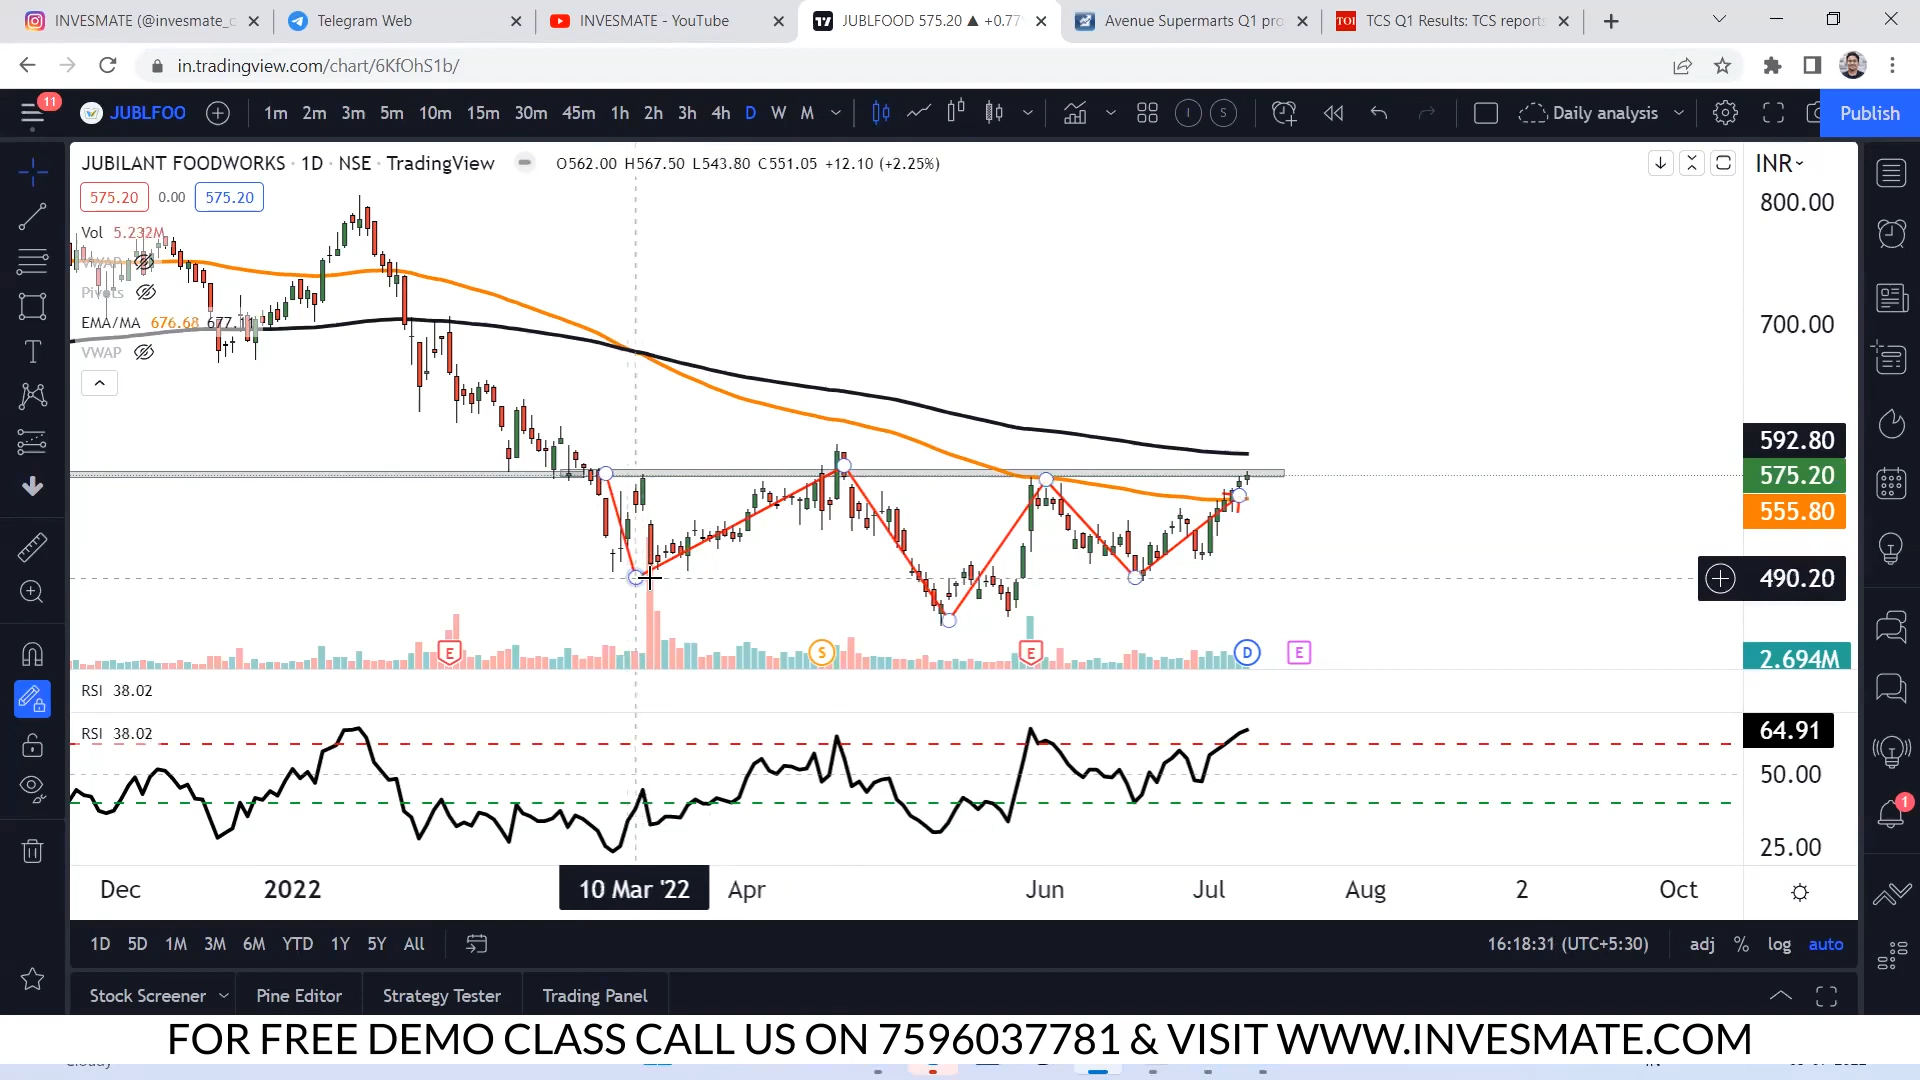 INVESMATE (@invesmate_c
Telegram Web
INVESMATE - YouTube
JUBLFOOD 575.20 ▲ +0.77
Avenue Supermarts Q1 pro
TOI TCS Q1 Results: TCS reports
in.tradingview.com/chart/6KfOhS1b/
11 JUBLFOO 1m 2m 3m 5m 10m 15m 30m 45m 1h 2h 3h 4h D W M I S Daily analysis Publish
JUBILANT FOODWORKS · 1D · NSE · TradingView O562.00 H567.50 L543.80 C551.05 +12.10 (+2.25%) INR
575.20 0.00 575.20
800.00
Vol 5.232M
VWAP
Pivots
EMA/MA 676.68 677.11
700.00
VWAP
592.80
575.20
555.80
490.20
E S E D E
2.694M
RSI 38.02
RSI 38.02
64.91
50.00
25.00
1
Dec 2022 10 Mar '22 Apr Jun Jul Aug 2 Oct
1D 5D 1M 3M 6M YTD 1Y 5Y All 16:18:31 (UTC+5:30) adj % log auto
Stock Screener Pine Editor Strategy Tester Trading Panel
FOR FREE DEMO CLASS CALL US ON 7596037781 & VISIT WWW.INVESMATE.COM